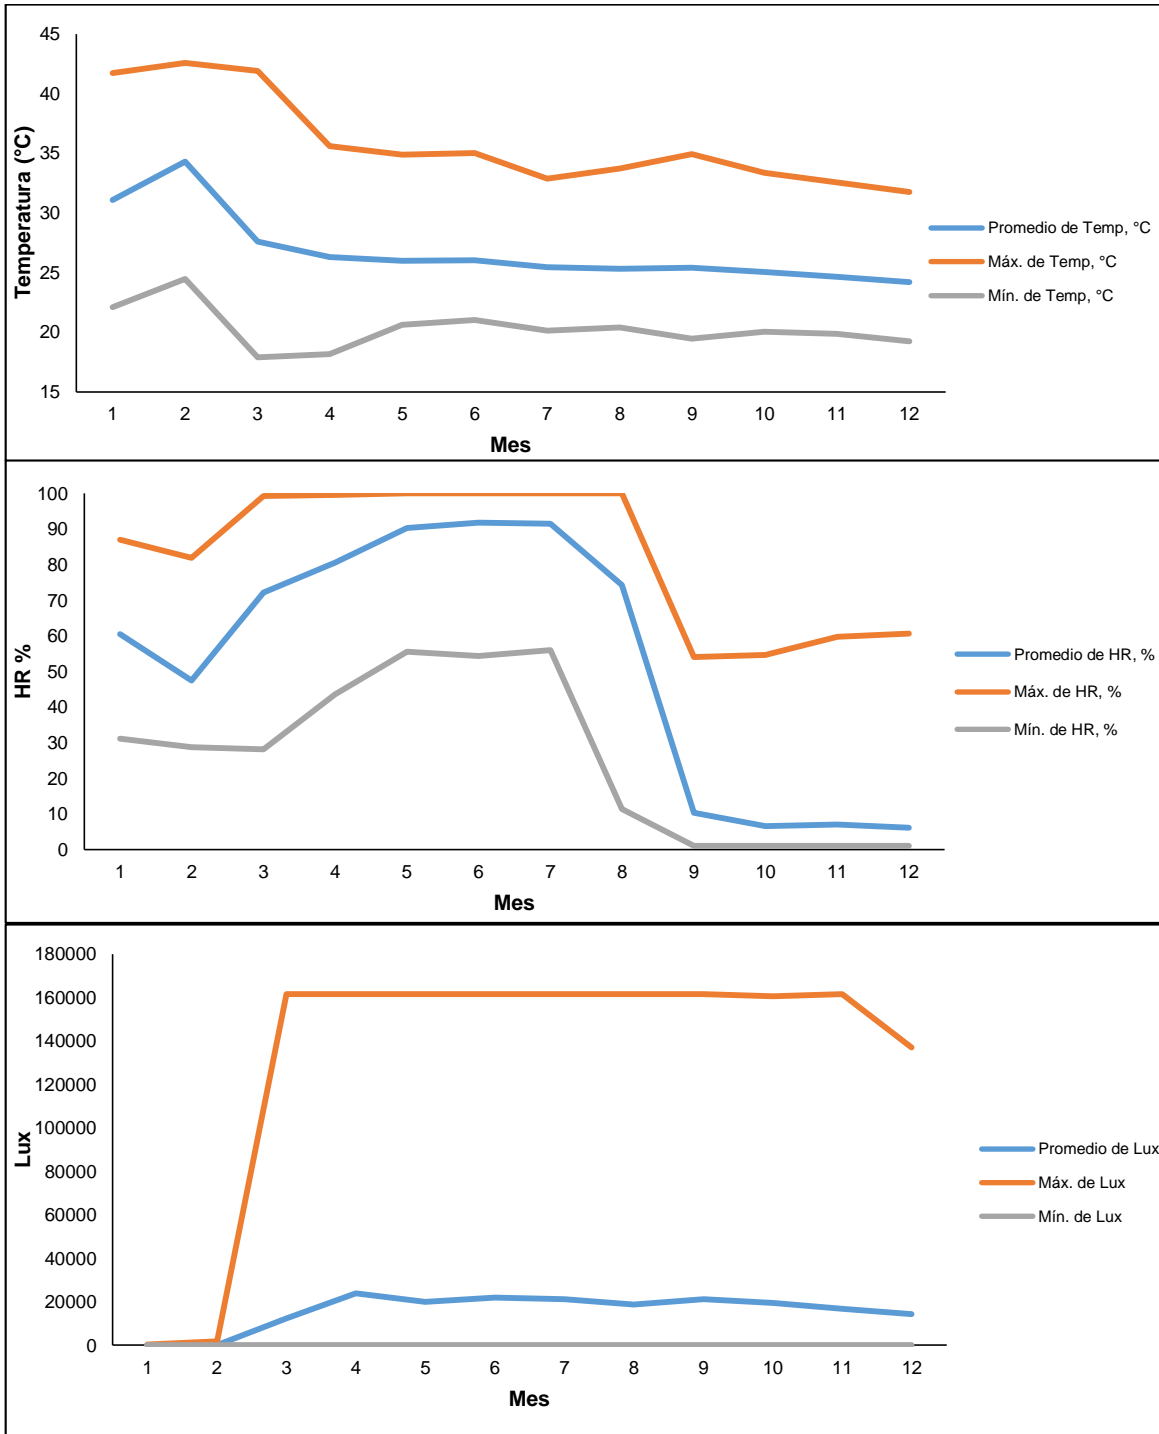 45
40
35
30
25
20
15
Temperatura (°C)
1 2 3 4 5 6 7 8 9 10 11 12
Mes
Promedio de Temp, °C
Máx. de Temp, °C
Mín. de Temp, °C
100
90
80
70
60
50
40
30
20
10
0
HR %
1 2 3 4 5 6 7 8 9 10 11 12
Mes
Promedio de HR, %
Máx. de HR, %
Mín. de HR, %
180000
160000
140000
120000
100000
80000
60000
40000
20000
0
Lux
1 2 3 4 5 6 7 8 9 10 11 12
Mes
Promedio de Lux
Máx. de Lux
Mín. de Lux